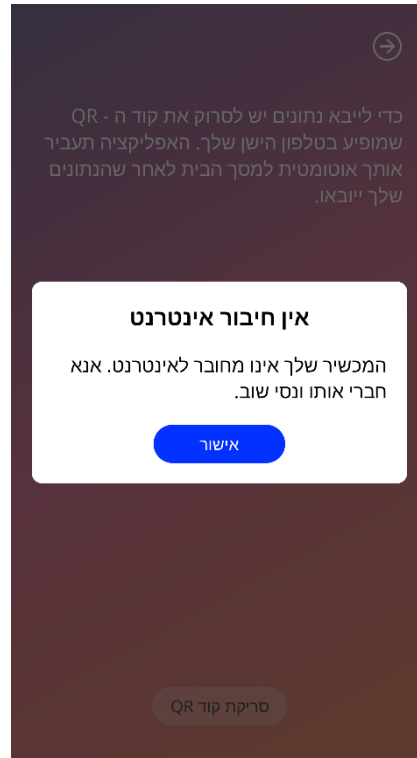 כדי לייבא נתונים יש לסרוק את קוד ה - QR
שמופיע בטלפון הישן שלך. האפליקציה תעביר
אותך אוטומטית למסך הבית לאחר שהנתונים
שלך ייובאו.
אין חיבור אינטרנט
המכשיר שלך אינו מחובר לאינטרנט. אנא
חברי אותו ונסי שוב.
אישור
סריקת קוד QR